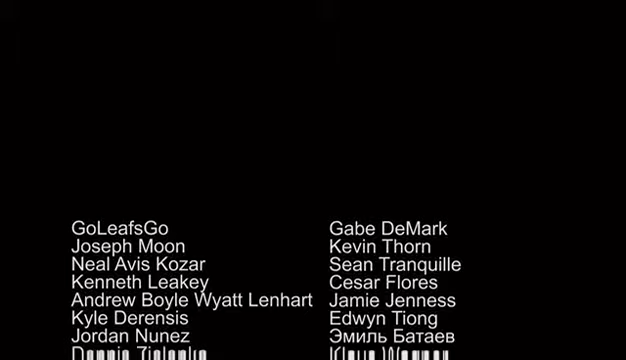 GoLeafsGo
Joseph Moon
Neal Avis Kozar
Kenneth Leakey
Andrew Boyle Wyatt Lenhart
Kyle Derensis
Jordan Nunez
Gabe DeMark
Kevin Thorn
Sean Tranquille
Cesar Flores
Jamie Jenness
Edwyn Tiong
Эмиль Батаев